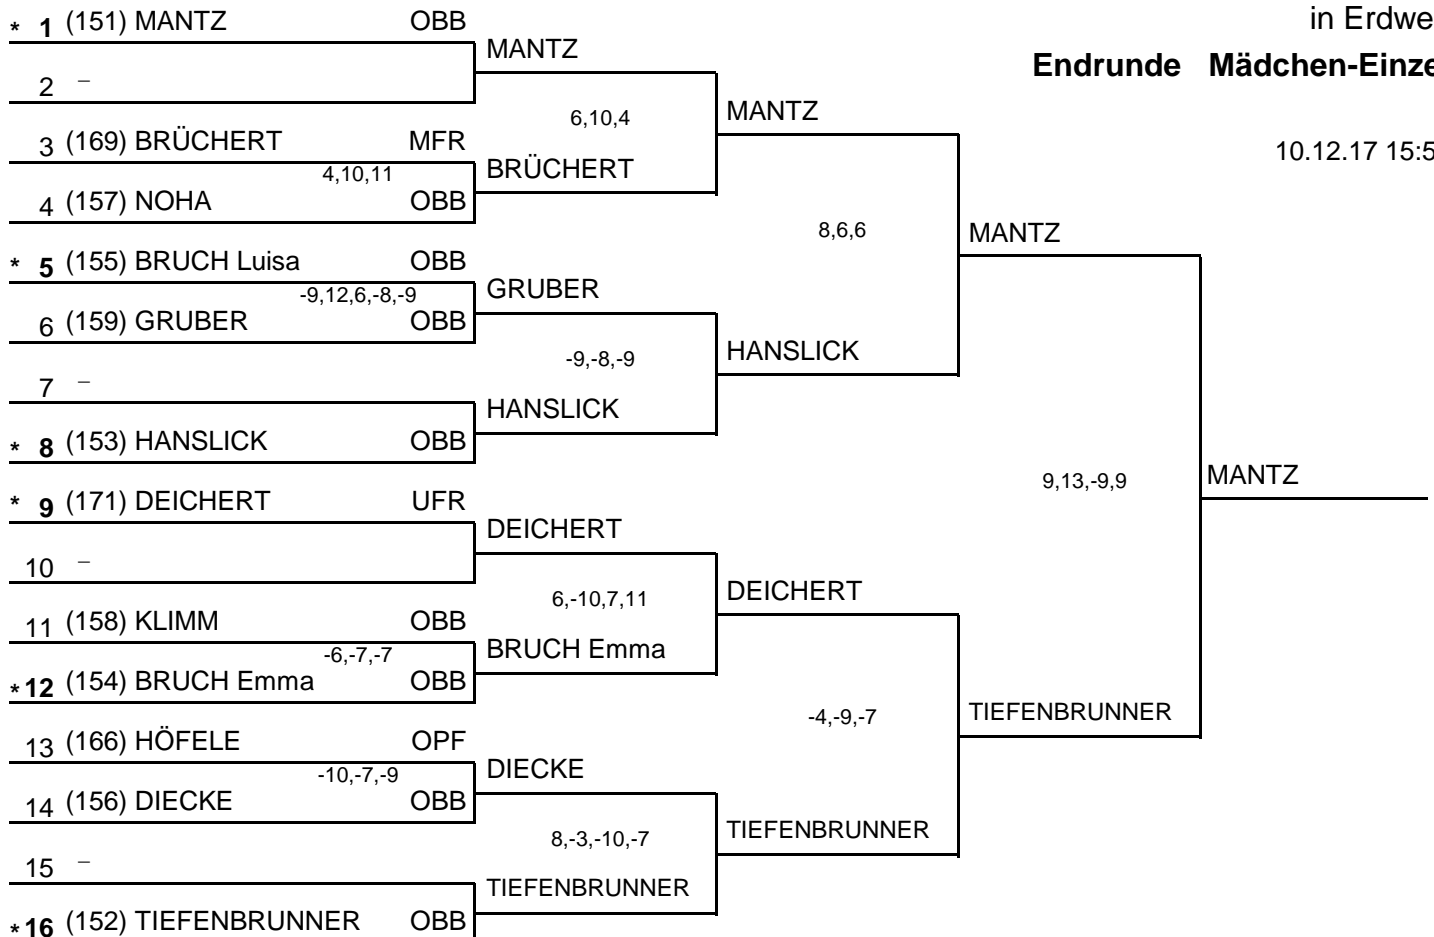 in Erdwe
Endrunde Mädchen-Einze
10.12.17 15:5
* 1 (151) MANTZ OBB
MANTZ
2 –
6,10,4
MANTZ
3 (169) BRÜCHERT MFR
4,10,11
BRÜCHERT
4 (157) NOHA OBB
8,6,6
MANTZ
* 5 (155) BRUCH Luisa OBB
-9,12,6,-8,-9
GRUBER
6 (159) GRUBER OBB
-9,-8,-9
HANSLICK
7 –
HANSLICK
* 8 (153) HANSLICK OBB
9,13,-9,9
MANTZ
* 9 (171) DEICHERT UFR
DEICHERT
10 –
6,-10,7,11
DEICHERT
11 (158) KLIMM OBB
-6,-7,-7
BRUCH Emma
* 12 (154) BRUCH Emma OBB
-4,-9,-7
TIEFENBRUNNER
13 (166) HÖFELE OPF
-10,-7,-9
DIECKE
14 (156) DIECKE OBB
8,-3,-10,-7
TIEFENBRUNNER
15 –
TIEFENBRUNNER
* 16 (152) TIEFENBRUNNER OBB